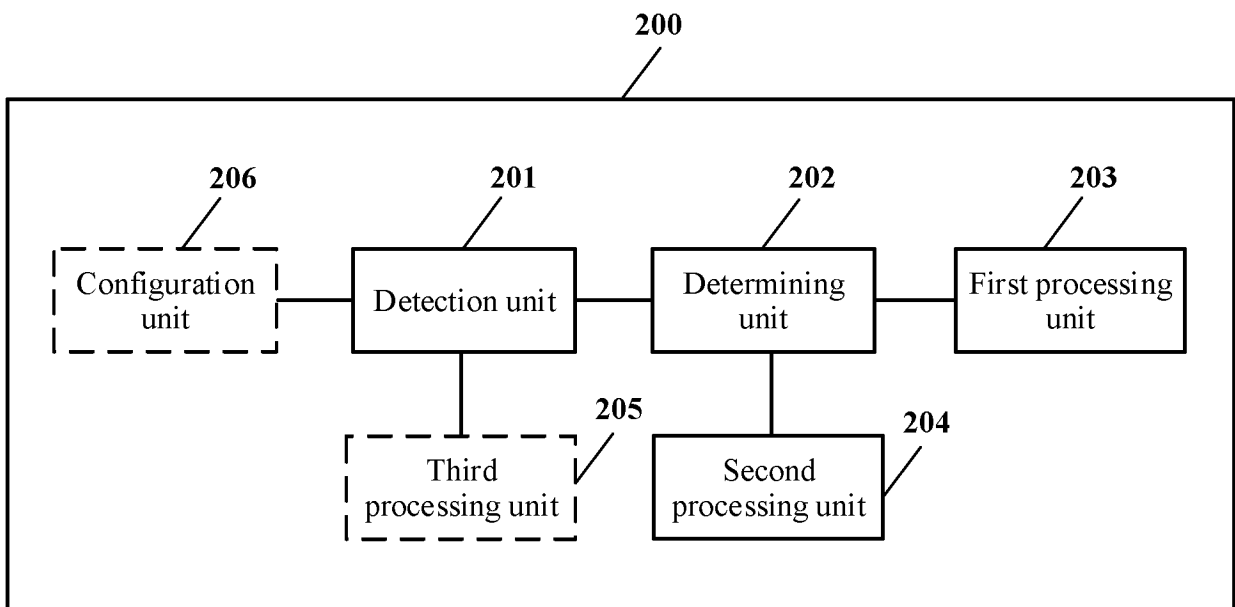 200
206
201
202
203
Configuration
unit
Detection unit
Determining
unit
First processing
unit
205
204
Third
processing unit
Second
processing unit